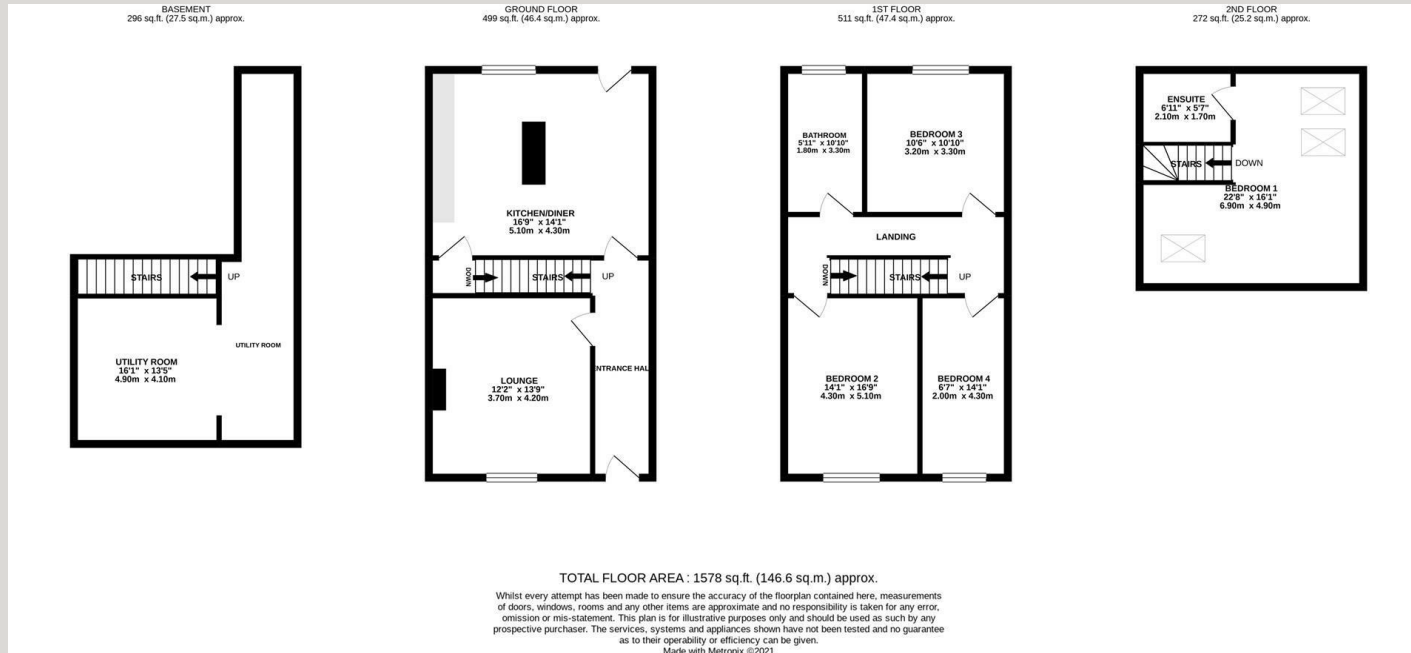 BASEMENT
296 sq.ft. (27.5 sq.m.) approx.
STAIRS
UP
UTILITY ROOM
UTILITY ROOM
16'1" x 13'5"
4.90m x 4.10m
GROUND FLOOR
499 sq.ft. (46.4 sq.m.) approx.
KITCHEN/DINER
16'9" x 14'1"
5.10m x 4.30m
DOWN
STAIRS
UP
NTRANCE HAL
LOUNGE
12'2" x 13'9"
3.70m x 4.20m
1ST FLOOR
511 sq.ft. (47.4 sq.m.) approx.
BATHROOM
5'11" x 10'10"
1.80m x 3.30m
BEDROOM 3
10'6" x 10'10"
3.20m x 3.30m
LANDING
DOWN
STAIRS
UP
BEDROOM 2
14'1" x 16'9"
4.30m x 5.10m
BEDROOM 4
6'7" x 14'1"
2.00m x 4.30m
2ND FLOOR
272 sq.ft. (25.2 sq.m.) approx.
ENSUITE
6'11" x 5'7"
2.10m x 1.70m
STAIRS
DOWN
BEDROOM 1
22'8" x 16'1"
6.90m x 4.90m
TOTAL FLOOR AREA : 1578 sq.ft. (146.6 sq.m.) approx.
Whilst every attempt has been made to ensure the accuracy of the floorplan contained here, measurements
of doors, windows, rooms and any other items are approximate and no responsibility is taken for any error,
omission or mis-statement. This plan is for illustrative purposes only and should be used as such by any
prospective purchaser. The services, systems and appliances shown have not been tested and no guarantee
as to their operability or efficiency can be given.
Made with Metropix ©2021